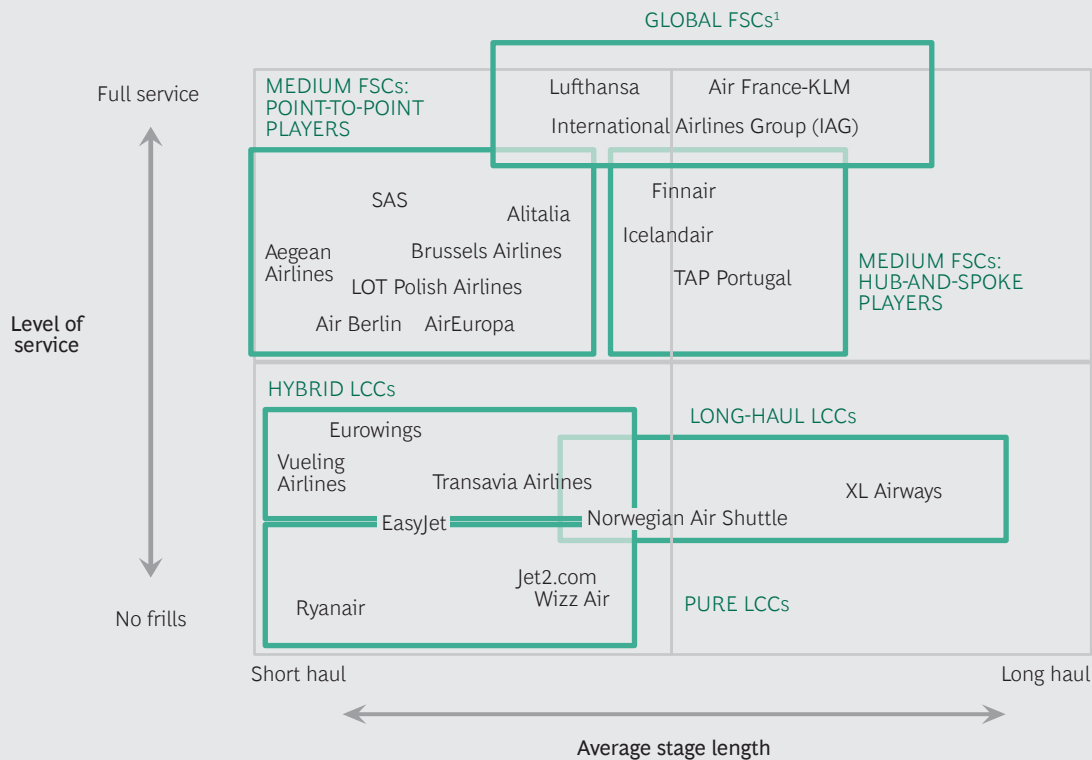 GLOBAL FSCs¹
Full service
MEDIUM FSCs:
POINT-TO-POINT
PLAYERS
Lufthansa
Air France-KLM
International Airlines Group (IAG)
SAS
Alitalia
Aegean
Airlines
Brussels Airlines
LOT Polish Airlines
Air Berlin
AirEuropa
Finnair
Icelandair
TAP Portugal
MEDIUM FSCs:
HUB-AND-SPOKE
PLAYERS
Level of
service
HYBRID LCCs
Eurowings
Vueling
Airlines
Transavia Airlines
EasyJet
Norwegian Air Shuttle
LONG-HAUL LCCs
XL Airways
Jet2.com
Wizz Air
Ryanair
PURE LCCs
No frills
Short haul
Long haul
Average stage length